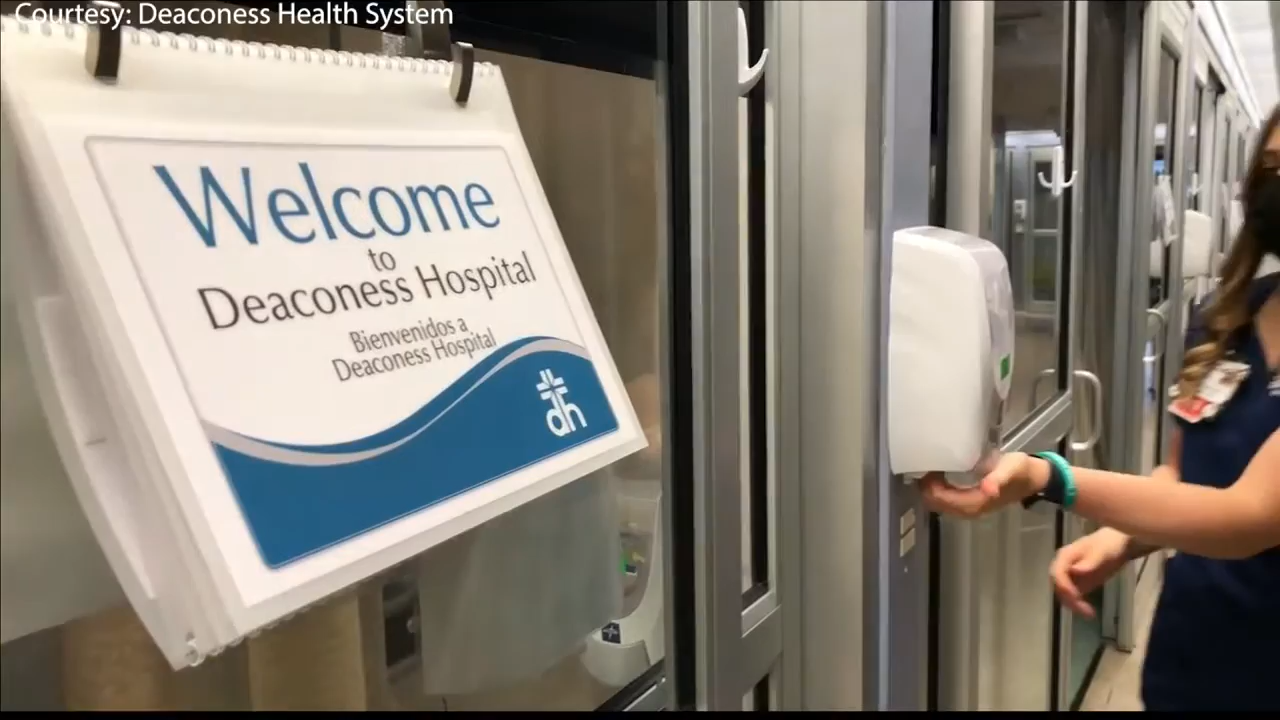 Courtesy: Deaconess Health System
Welcome
to
Deaconess Hospital
Bienvenidos a
Deaconess Hospital
dh